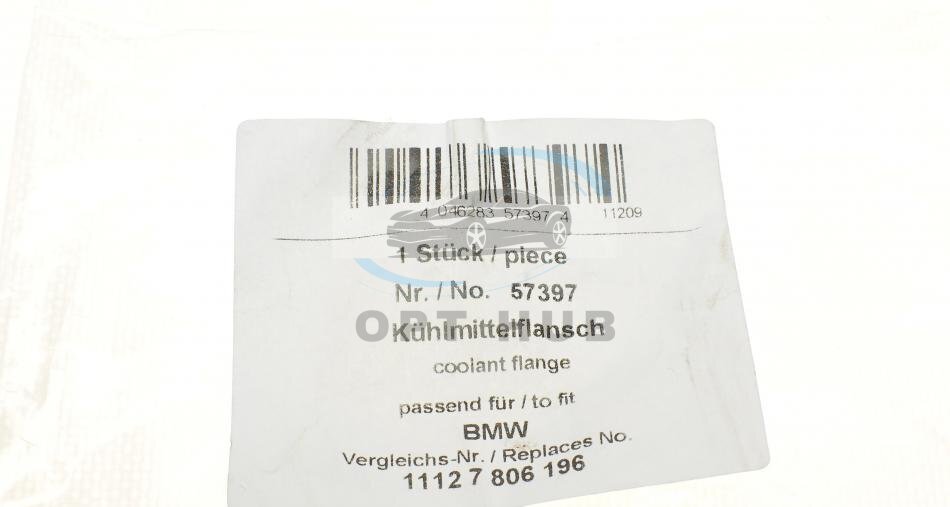 4 046283 57397 4 11209
1 Stück / piece
Nr. / No. 57397
OPT HUB
Kühlmittelflansch
coolant flange
passend für / to fit
BMW
Vergleichs-Nr. / Replaces No.
1112 7 806 196